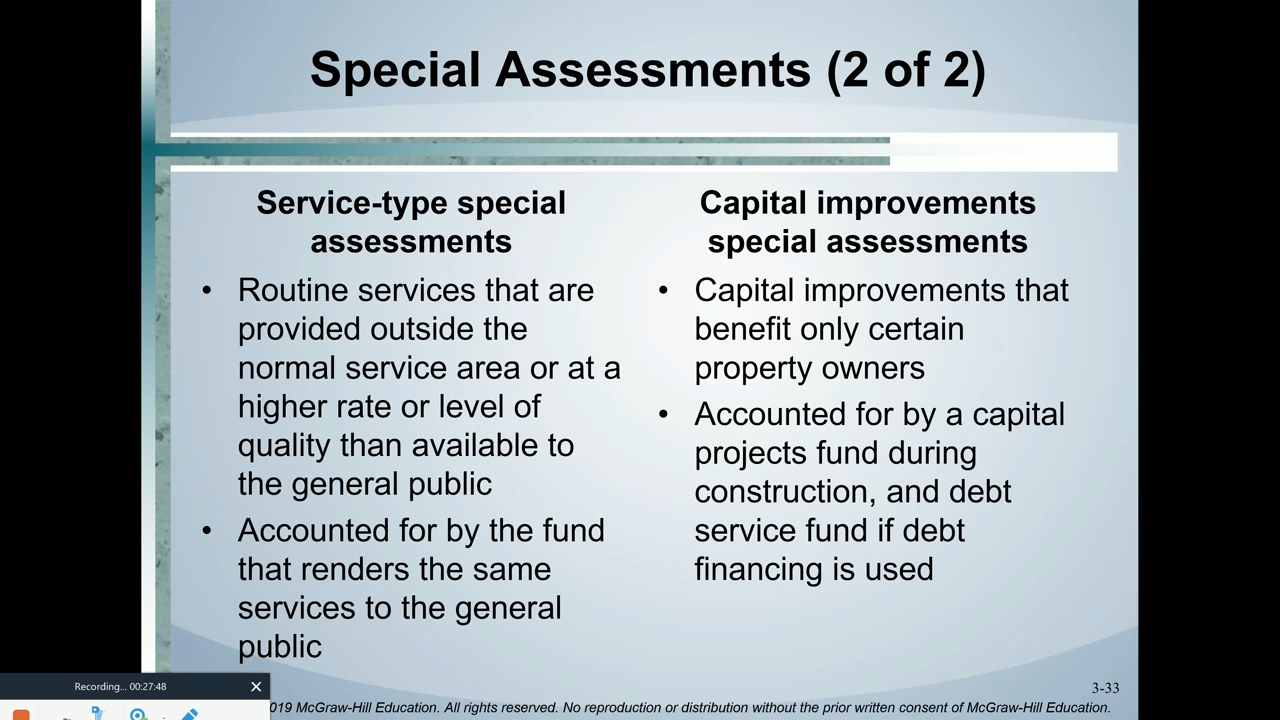 Special Assessments (2 of 2)
Service-type special
assessments
• Routine services that are
provided outside the
normal service area or at a
higher rate or level of
quality than available to
the general public
• Accounted for by the fund
that renders the same
services to the general
public
Capital improvements
special assessments
• Capital improvements that
benefit only certain
property owners
• Accounted for by a capital
projects fund during
construction, and debt
service fund if debt
financing is used
3-33
Recording... 00:27:48
019 McGraw-Hill Education. All rights reserved. No reproduction or distribution without the prior written consent of McGraw-Hill Education.